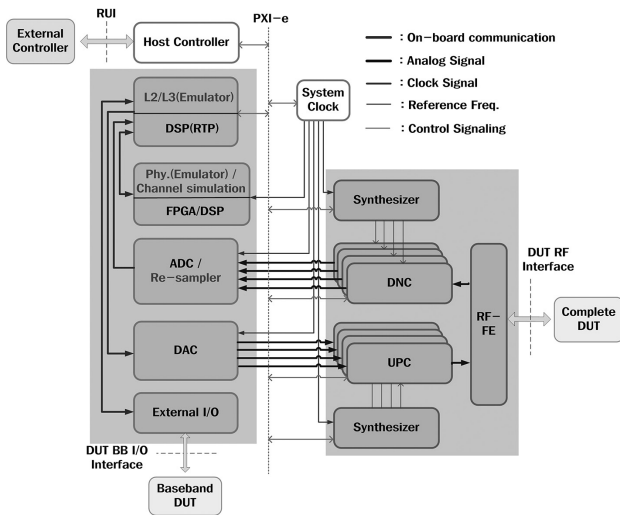 RUI
PXI-e
External
Controller
Host Controller
: On-board communication
: Analog Signal
: Clock Signal
: Reference Freq.
: Control Signaling
L2/L3(Emulator)
DSP(RTP)
System
Clock
Phy.(Emulator) /
Channel simulation
FPGA/DSP
Synthesizer
ADC /
Re-sampler
DNC
DUT RF
Interface
RF-
FE
Complete
DUT
DAC
UPC
External I/O
Synthesizer
DUT BB I/O
Interface
Baseband
DUT